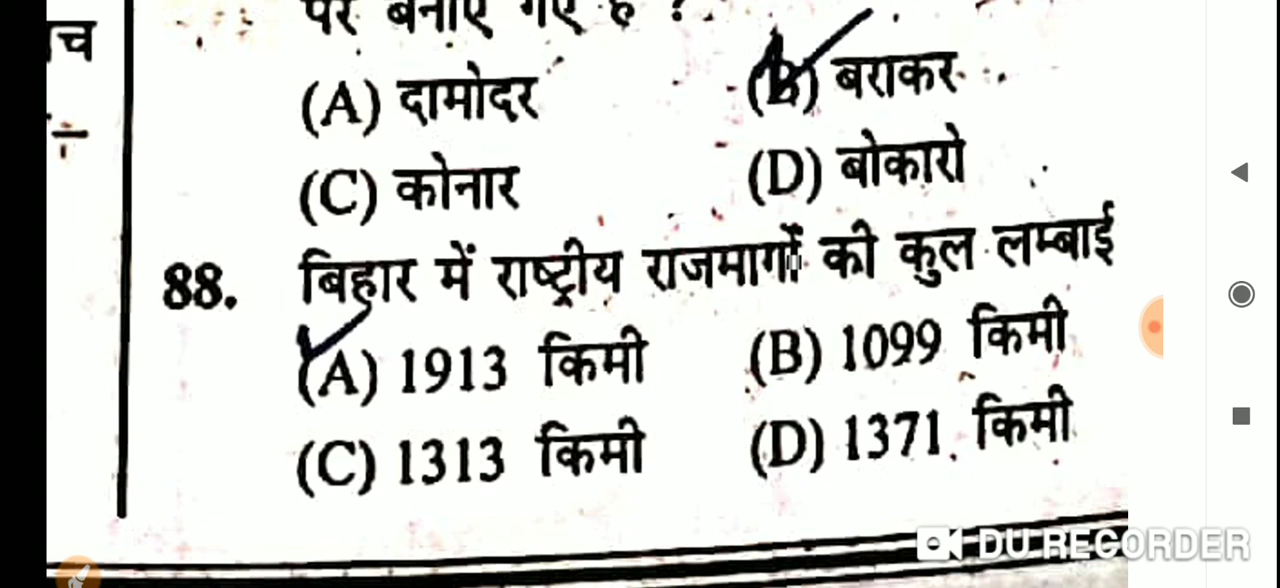 च
पर बनाए गए है ?
(A) दामोदर (B) बराकर
(C) कोनार (D) बोकारो
88. बिहार में राष्ट्रीय राजमार्गों की कुल लम्बाई
(A) 1913 किमी (B) 1099 किमी
(C) 1313 किमी (D) 1371 किमी
DU RECORDER